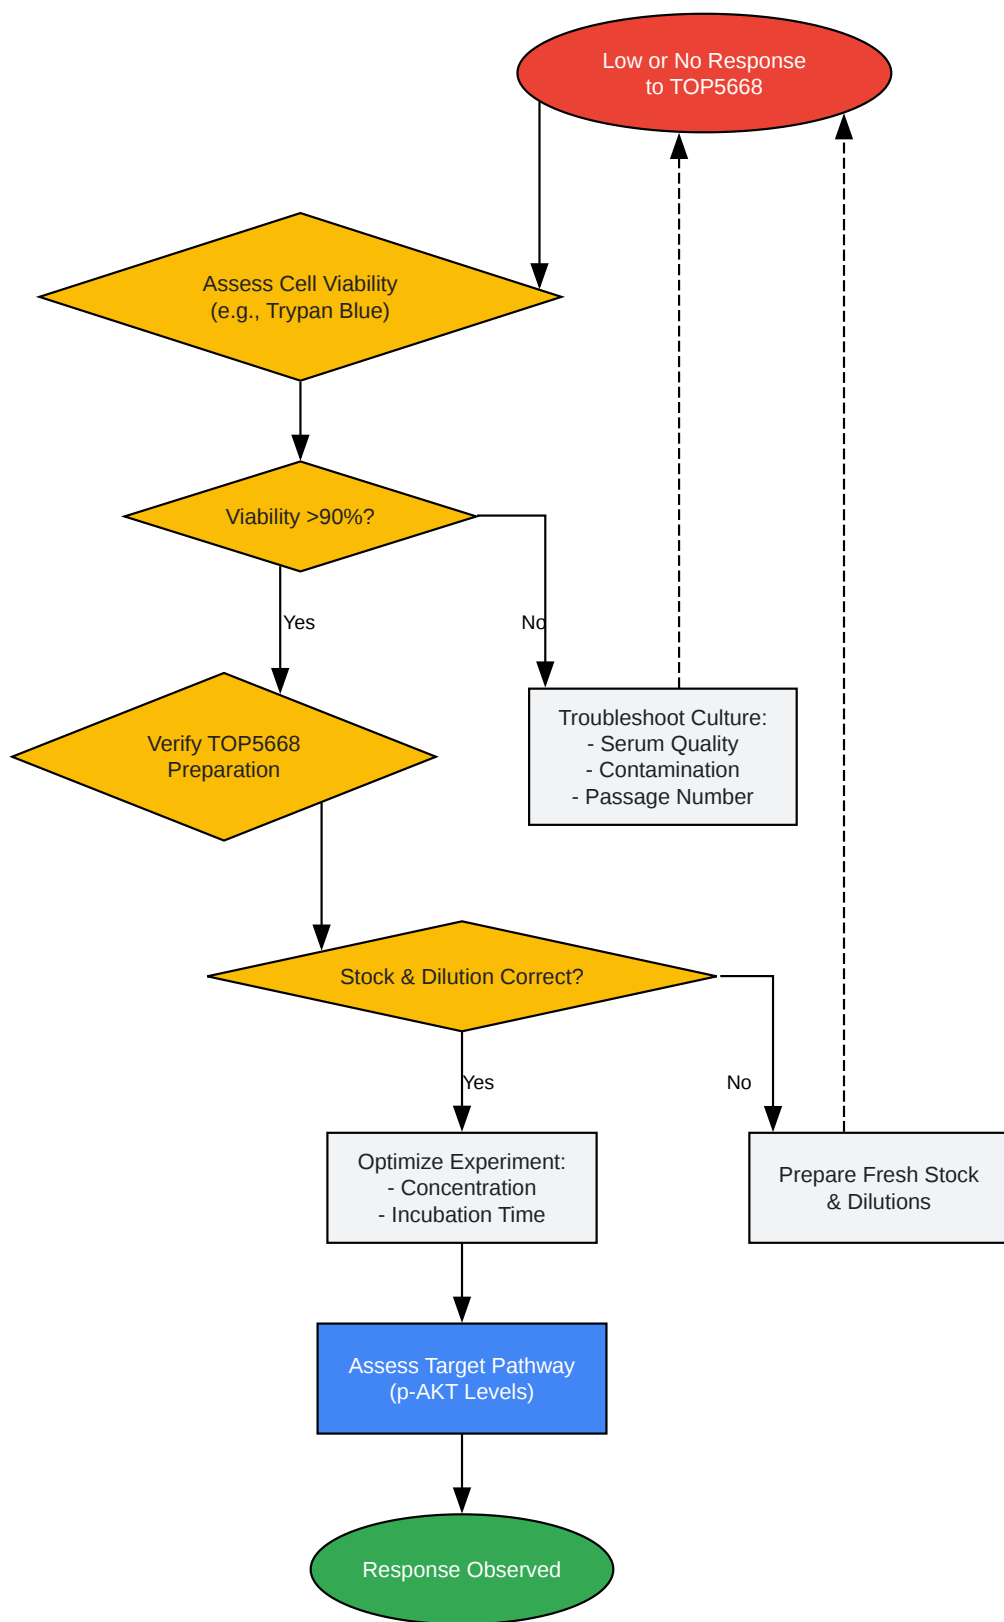 Low or No Response
to TOP5668
Assess Cell Viability
(e.g., Trypan Blue)
Viability >90%?
Yes
No
Verify TOP5668
Preparation
Troubleshoot Culture:
- Serum Quality
- Contamination
- Passage Number
Stock & Dilution Correct?
Yes
No
Optimize Experiment:
- Concentration
- Incubation Time
Prepare Fresh Stock
& Dilutions
Assess Target Pathway
(p-AKT Levels)
Response Observed